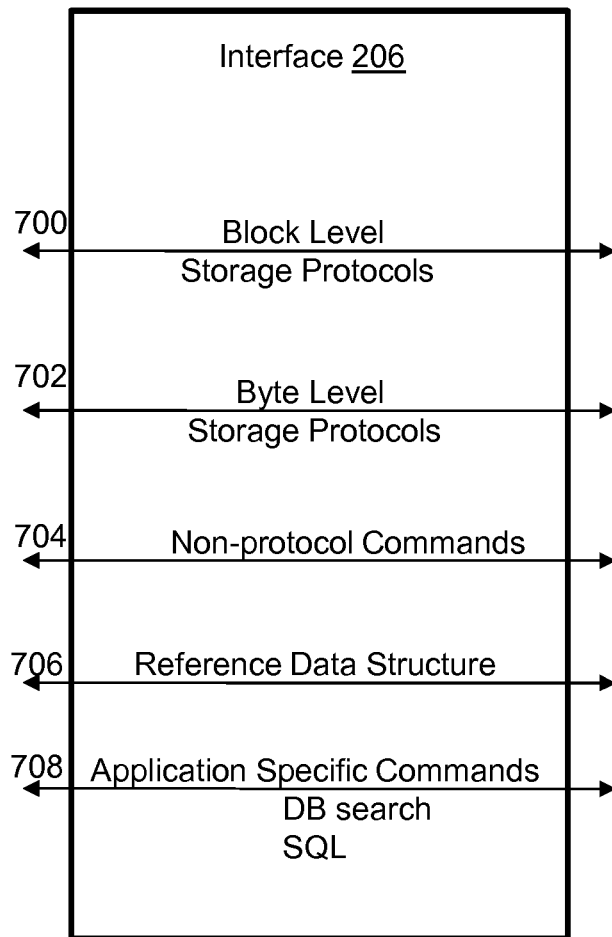 Interface 206
700
Block Level
Storage Protocols
702
Byte Level
Storage Protocols
704
Non-protocol Commands
706
Reference Data Structure
708
Application Specific Commands
DB search
SQL